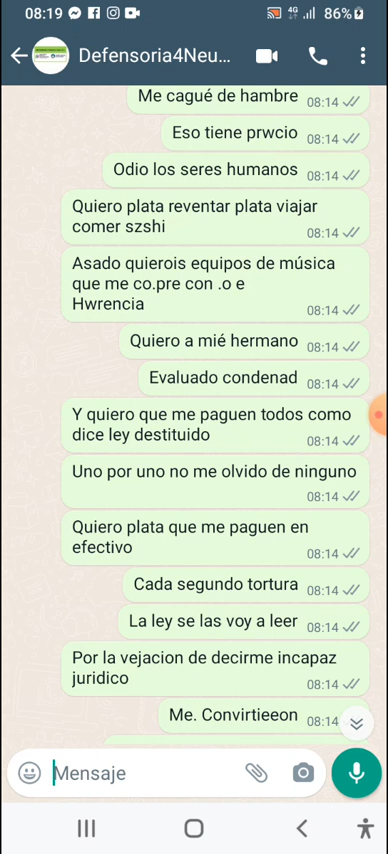 08:19
4G
86%
Defensoria4Neu...
Me cagué de hambre 08:14
Eso tiene prwcio 08:14
Odio los seres humanos 08:14
Quiero plata reventar plata viajar
comer szshi 08:14
Asado quierois equipos de música
que me co.pre con .o e
Hwrencia 08:14
Quiero a mié hermano 08:14
Evaluado condenad 08:14
Y quiero que me paguen todos como
dice ley destituido 08:14
Uno por uno no me olvido de ninguno
08:14
Quiero plata que me paguen en
efectivo 08:14
Cada segundo tortura 08:14
La ley se las voy a leer 08:14
Por la vejacion de decirme incapaz
juridico 08:14
Me. Convirtieeon 08:14
Mensaje